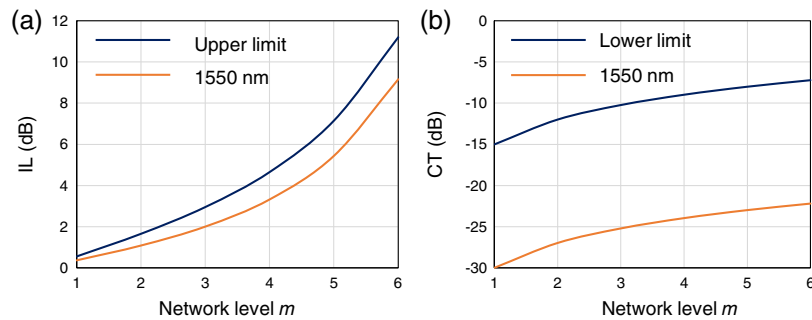 (a)
12
10
8
6
4
2
0
IL (dB)
Upper limit
1550 nm
1 2 3 4 5 6
Network level m
(b)
0
-5
-10
-15
-20
-25
-30
CT (dB)
Lower limit
1550 nm
1 2 3 4 5 6
Network level m